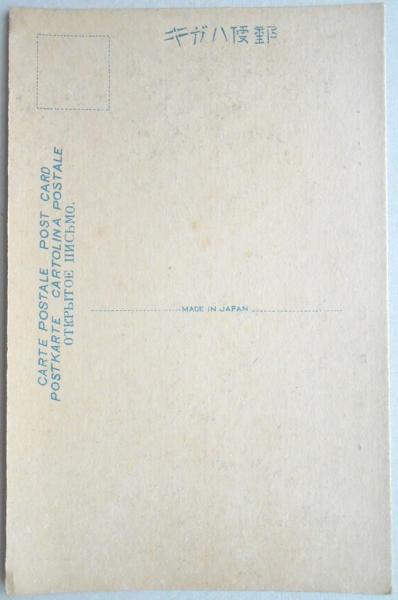 郵便ハガキ
CARTE POSTALE POST CARD
POSTKARTE CARTOLINA POSTALE
ОТКРЫТОЕ ПИСЬМО.
MADE IN JAPAN